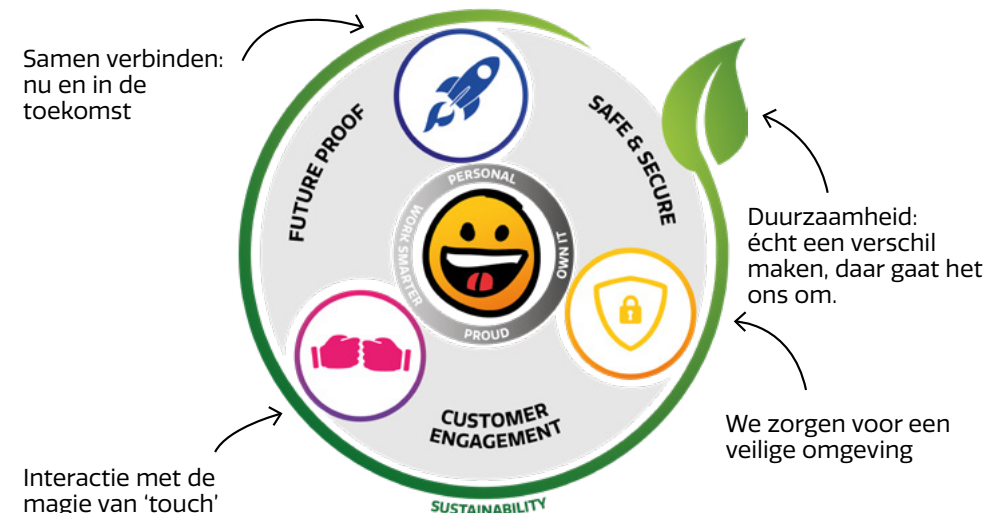 Samen verbinden:
nu en in de
toekomst
FUTURE PROOF
SAFE & SECURE
PERSONAL
WORK SMARTER
OWN IT
PROUD
Duurzaamheid:
écht een verschil
maken, daar gaat het
ons om.
CUSTOMER
ENGAGEMENT
We zorgen voor een
veilige omgeving
Interactie met de
magie van ‘touch’
SUSTAINABILITY